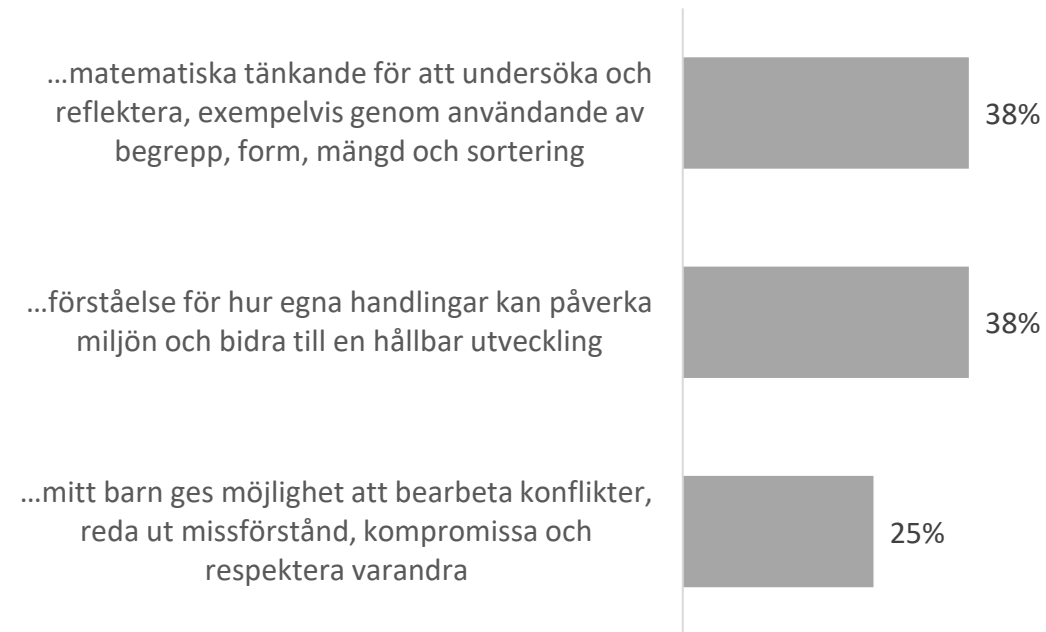 ...matematiska tänkande för att undersöka och
reflektera, exempelvis genom användande av
begrepp, form, mängd och sortering
38%
...förståelse för hur egna handlingar kan påverka
miljön och bidra till en hållbar utveckling
38%
...mitt barn ges möjlighet att bearbeta konflikter,
reda ut missförstånd, kompromissa och
respektera varandra
25%